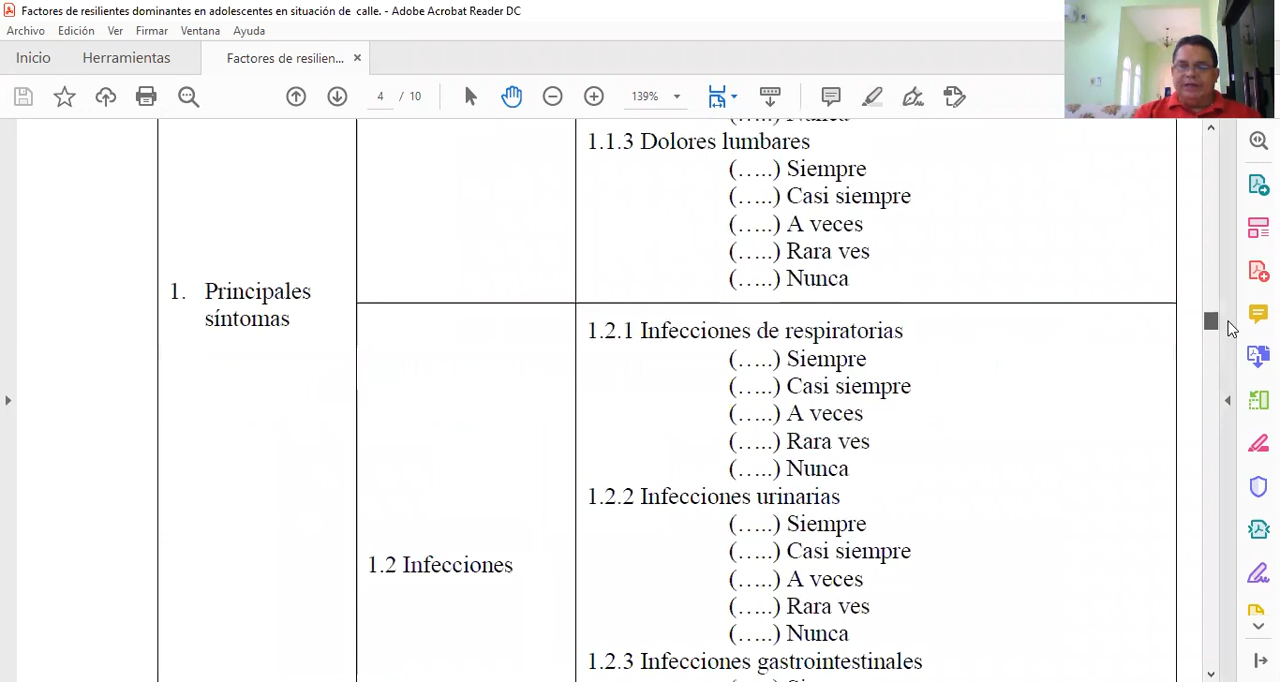 Factores de resilientes dominantes en adolescentes en situación de calle. - Adobe Acrobat Reader DC
Archivo Edición Ver Firmar Ventana Ayuda
Inicio Herramientas Factores de resilien... ×
4 / 10 139%
Nunca
1.1.3 Dolores lumbares
(…..) Siempre
(…..) Casi siempre
(…..) A veces
(…..) Rara ves
(…..) Nunca
1. Principales
síntomas
1.2.1 Infecciones de respiratorias
(…..) Siempre
(…..) Casi siempre
(…..) A veces
(…..) Rara ves
(…..) Nunca
1.2.2 Infecciones urinarias
(…..) Siempre
(…..) Casi siempre
1.2 Infecciones
(…..) A veces
(…..) Rara ves
(…..) Nunca
1.2.3 Infecciones gastrointestinales